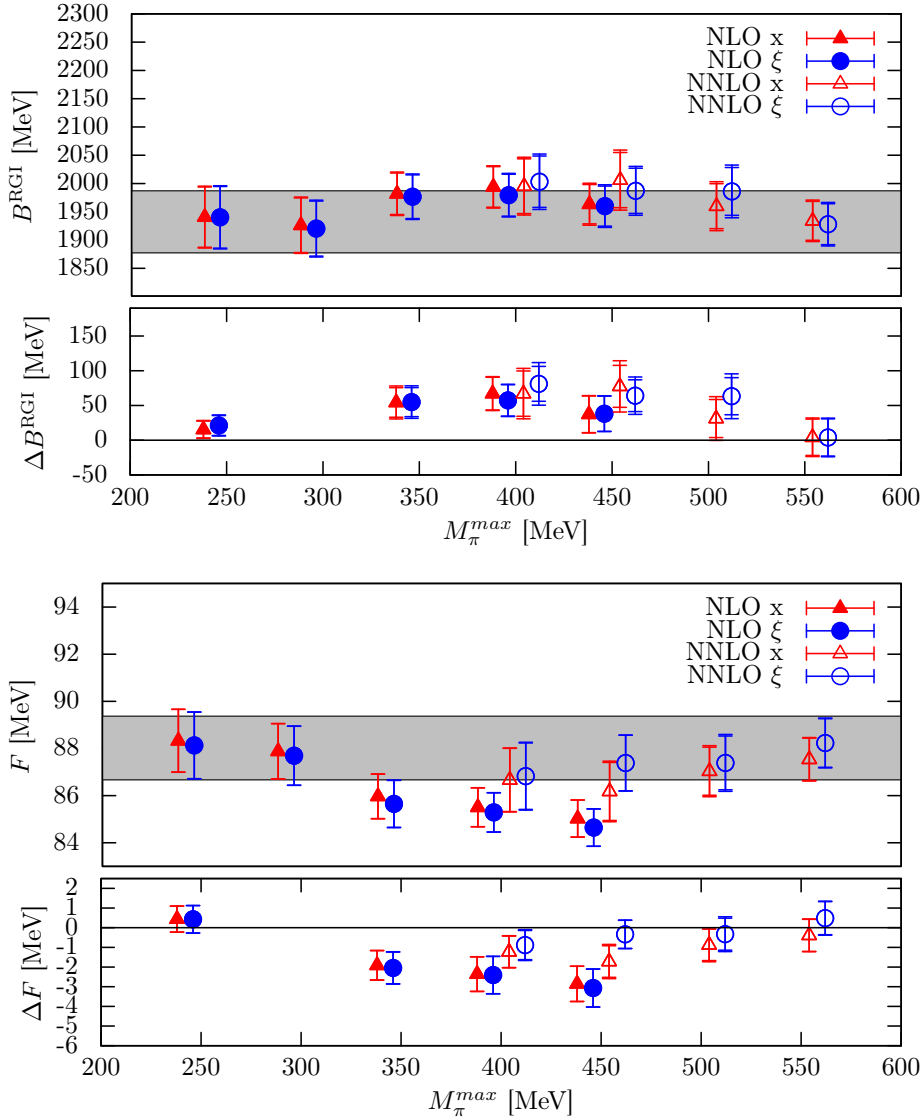 2300
2250
2200
2150
2100
2050
2000
1950
1900
1850
B^RGI [MeV]
NLO x
NLO ξ
NNLO x
NNLO ξ
150
100
50
0
-50
ΔB^RGI [MeV]
200 250 300 350 400 450 500 550 600
M_π^max [MeV]
94
92
90
88
86
84
F [MeV]
NLO x
NLO ξ
NNLO x
NNLO ξ
2
1
0
-1
-2
-3
-4
-5
-6
ΔF [MeV]
200 250 300 350 400 450 500 550 600
M_π^max [MeV]